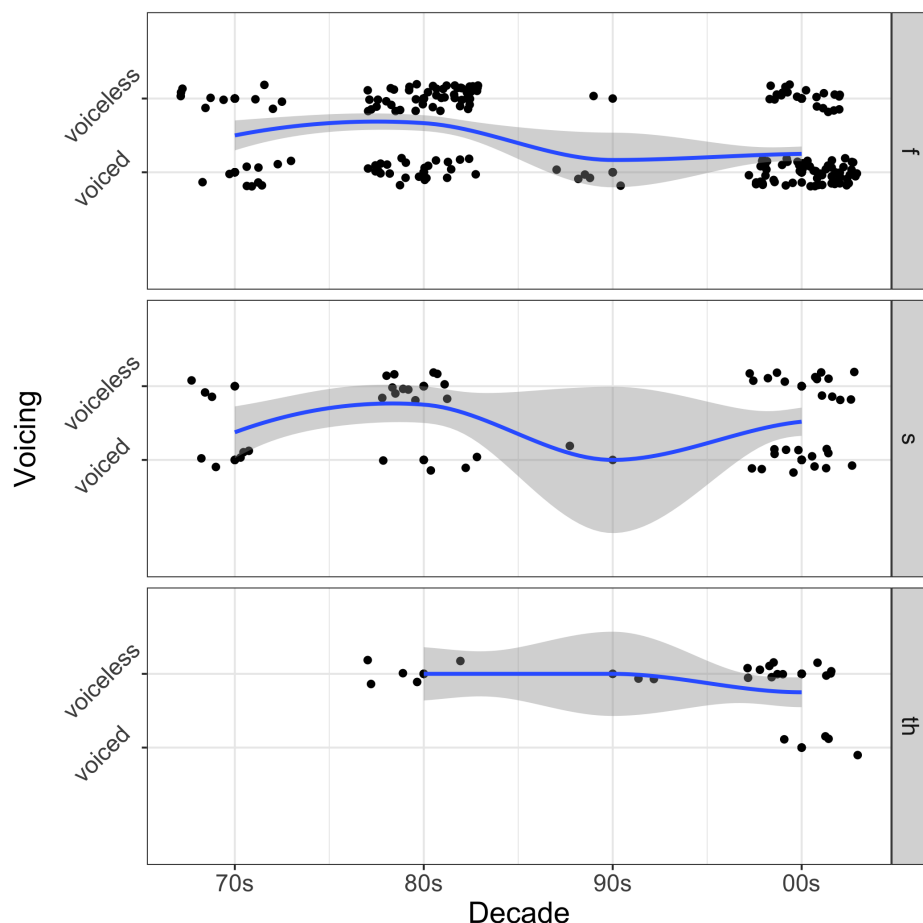 Voicing
voiceless
voiced
f
voiceless
voiced
s
voiceless
voiced
th
70s 80s 90s 00s
Decade